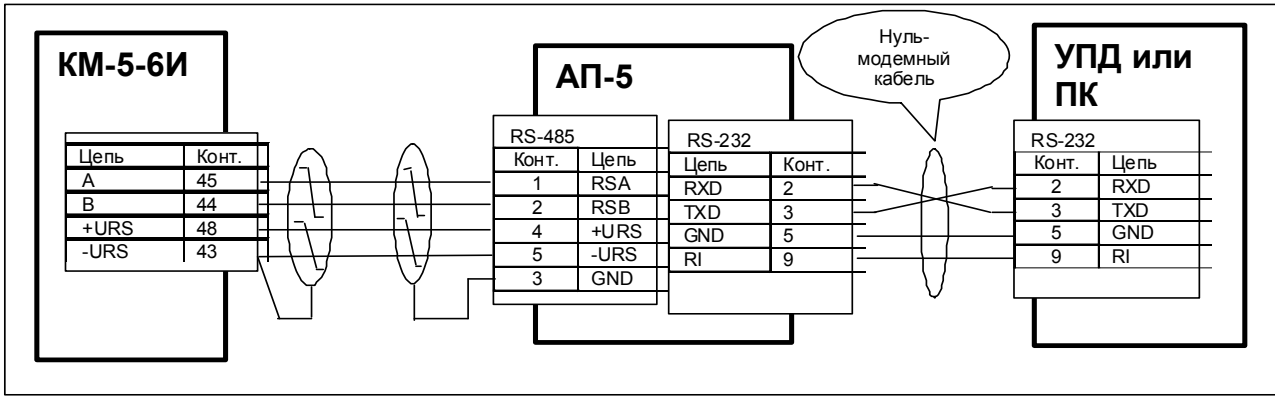 КМ-5-6И
Цепь Конт.
A 45
B 44
+URS 48
-URS 43
АП-5
RS-485
Конт. Цепь
1 RSA
2 RSB
4 +URS
5 -URS
3 GND
RS-232
Цепь Конт.
RXD 2
TXD 3
GND 5
RI 9
Нуль-
модемный
кабель
УПД или
ПК
RS-232
Конт. Цепь
2 RXD
3 TXD
5 GND
9 RI